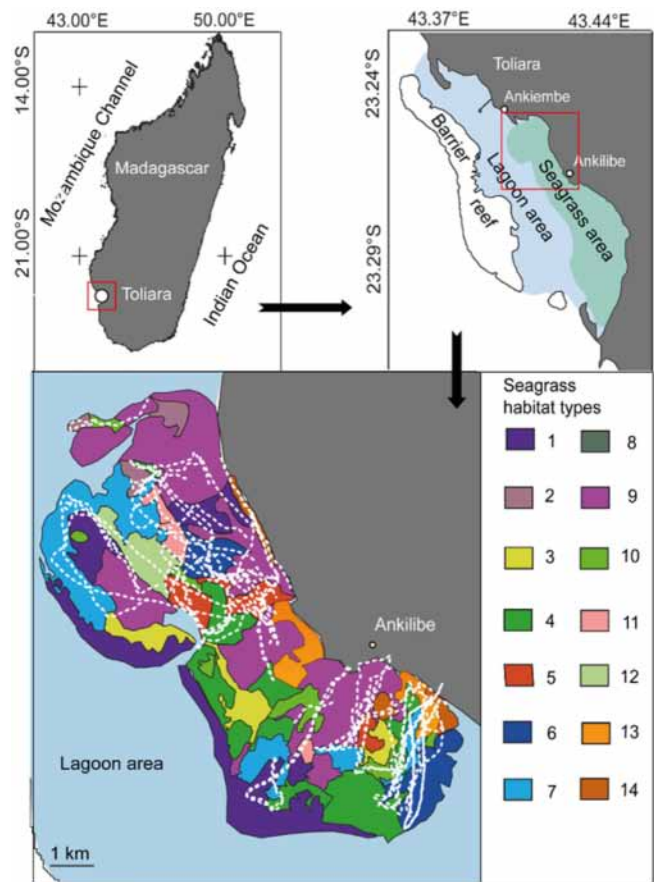 43.00°E
50.00°E
14.00°S
21.00°S
Mozambique Channel
Madagascar
Toliara
Indian Ocean
43.37°E
43.44°E
23.24°S
23.29°S
Toliara
Ankiembe
Ankilibe
Barrier
reef
Lagoon area
Seagrass area
Ankilibe
Lagoon area
1 km
Seagrass
habitat types
1
8
2
9
3
10
4
11
5
12
6
13
7
14